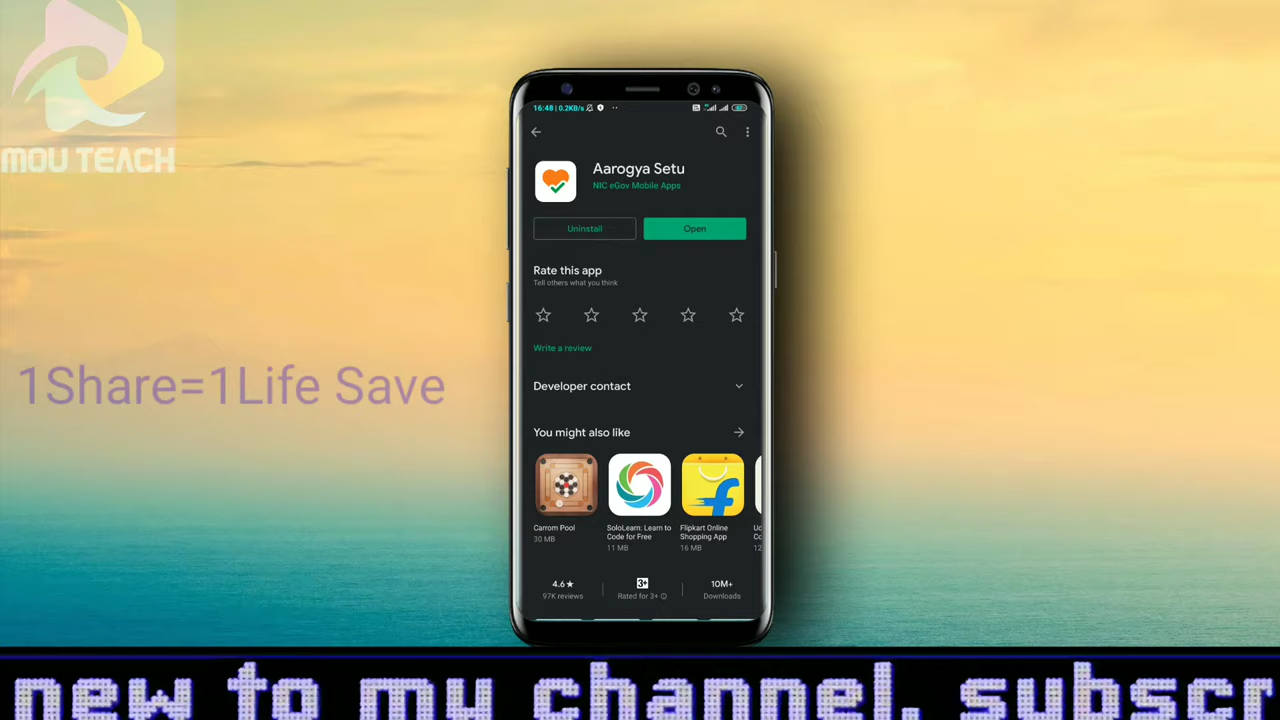 MOU TEACH
16:48 | 0.2KB/s
Aarogya Setu
NIC eGov Mobile Apps
Uninstall
Open
Rate this app
Tell others what you think
Write a review
1Share=1Life Save
Developer contact
You might also like
Carrom Pool
30 MB
SoloLearn: Learn to
Code for Free
11 MB
Flipkart Online
Shopping App
16 MB
4.6★
97K reviews
3+
Rated for 3+
10M+
Downloads
new to my channel. subscr